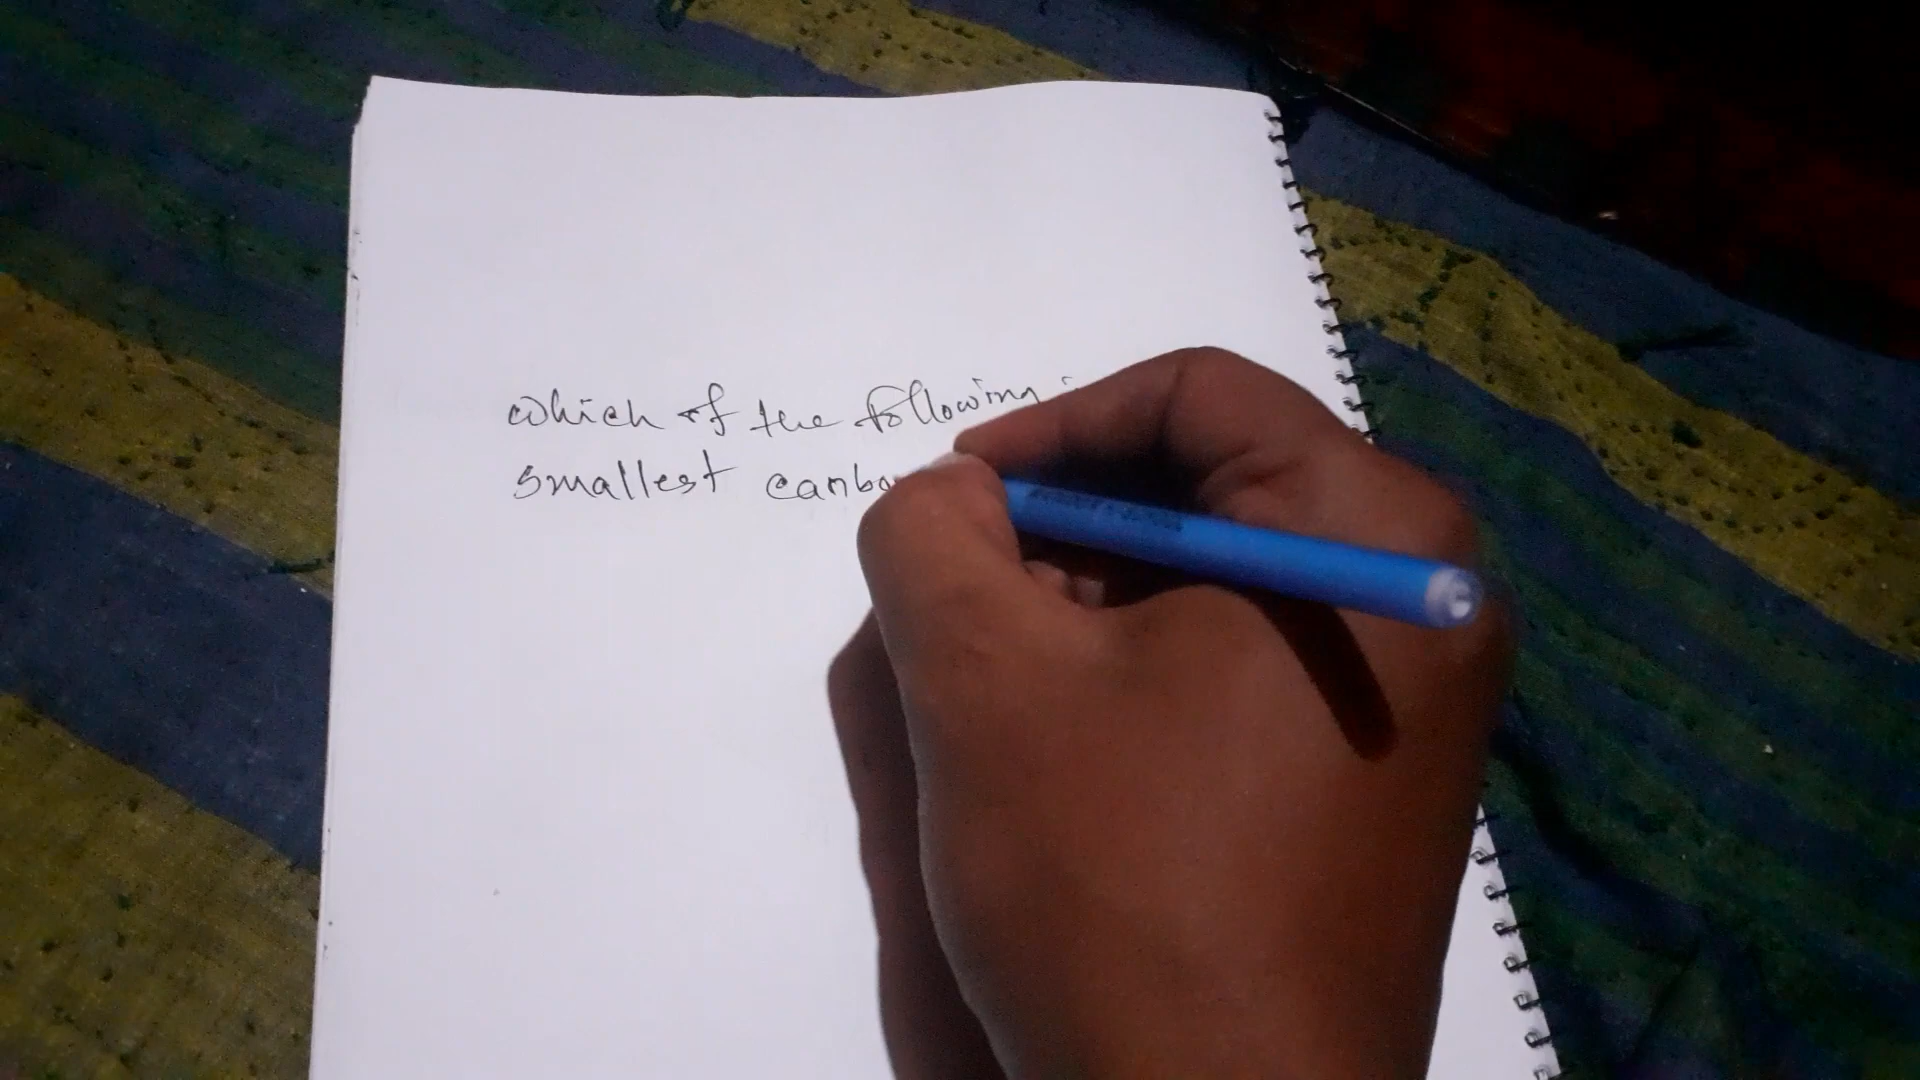 which of the following
smallest